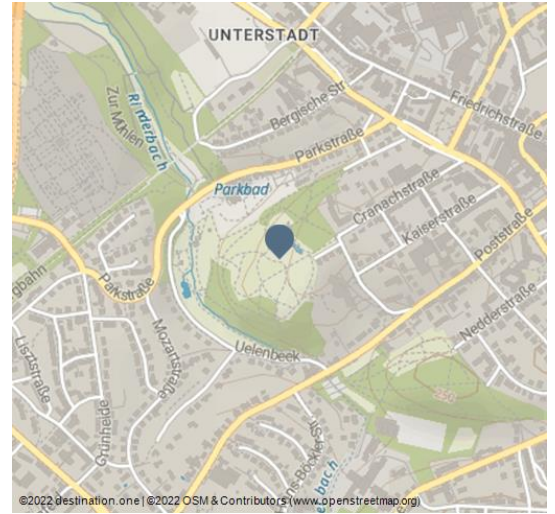 UNTERSTADT
Bergische Str
Friedrichstraße
Zur Mühlen
Rinderbach
Parkstraße
Parkbad
Cranachstraße
Kaiserstraße
Poststraße
Parkstraße
Mozartstraße
Nedderstraße
Lisztstraße
Uelenbeek
Grünheide
250
©2022 destination.one | ©2022 OSM & Contributors (www.openstreetmap.org)